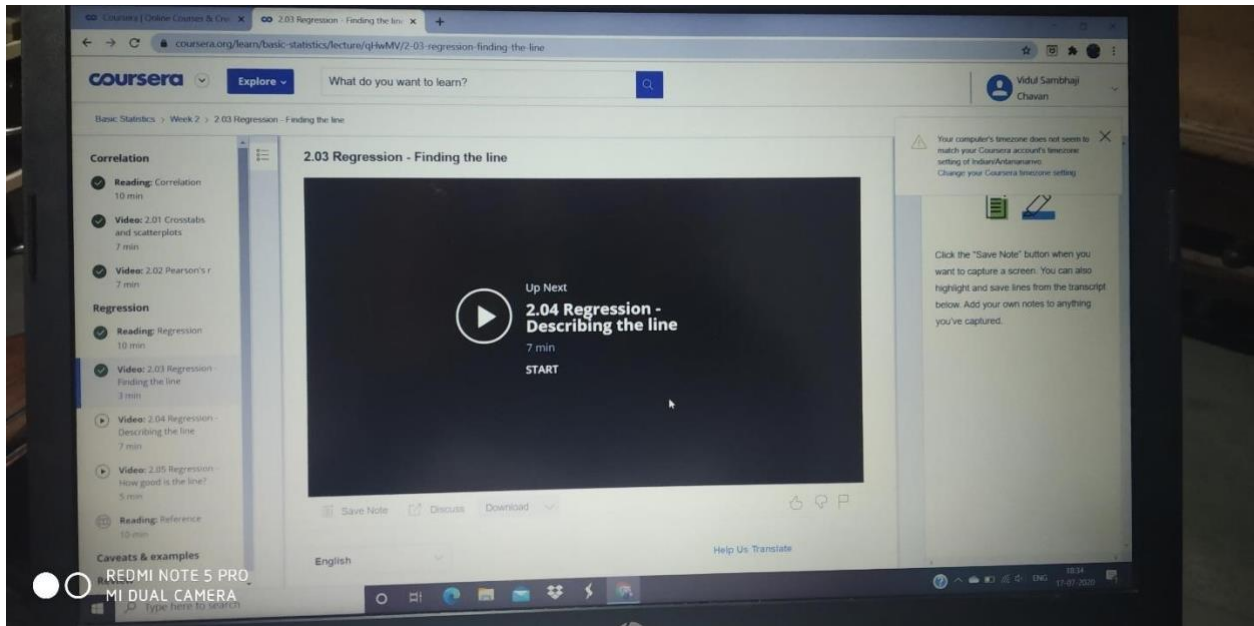 Coursera | Online Courses & Cre
2.03 Regression - Finding the line
coursera.org/learn/basic-statistics/lecture/qHwMV/2-03-regression-finding-the-line
coursera
Explore
What do you want to learn?
Vidul Sambhaji
Chavan
Basic Statistics > Week 2 > 2.03 Regression - Finding the line
Correlation
Reading: Correlation
10 min
Video: 2.01 Crosstabs
and scatterplots
7 min
Video: 2.02 Pearson's r
7 min
Regression
Reading: Regression
10 min
Video: 2.03 Regression -
Finding the line
3 min
Video: 2.04 Regression -
Describing the line
7 min
Video: 2.05 Regression -
How good is the line?
5 min
Reading: Reference
10 min
Caveats & examples
2.03 Regression - Finding the line
Up Next
2.04 Regression -
Describing the line
7 min
START
Save Note
Discuss
Download
English
Help Us Translate
Your computer's timezone does not seem to
match your Coursera account's timezone
setting of Indian/Antananarivo.
Change your Coursera timezone setting
Click the "Save Note" button when you
want to capture a screen. You can also
highlight and save lines from the transcript
below. Add your own notes to anything
you've captured.
REDMI NOTE 5 PRO
MI DUAL CAMERA
Type here to search
ENG
17-07-2020